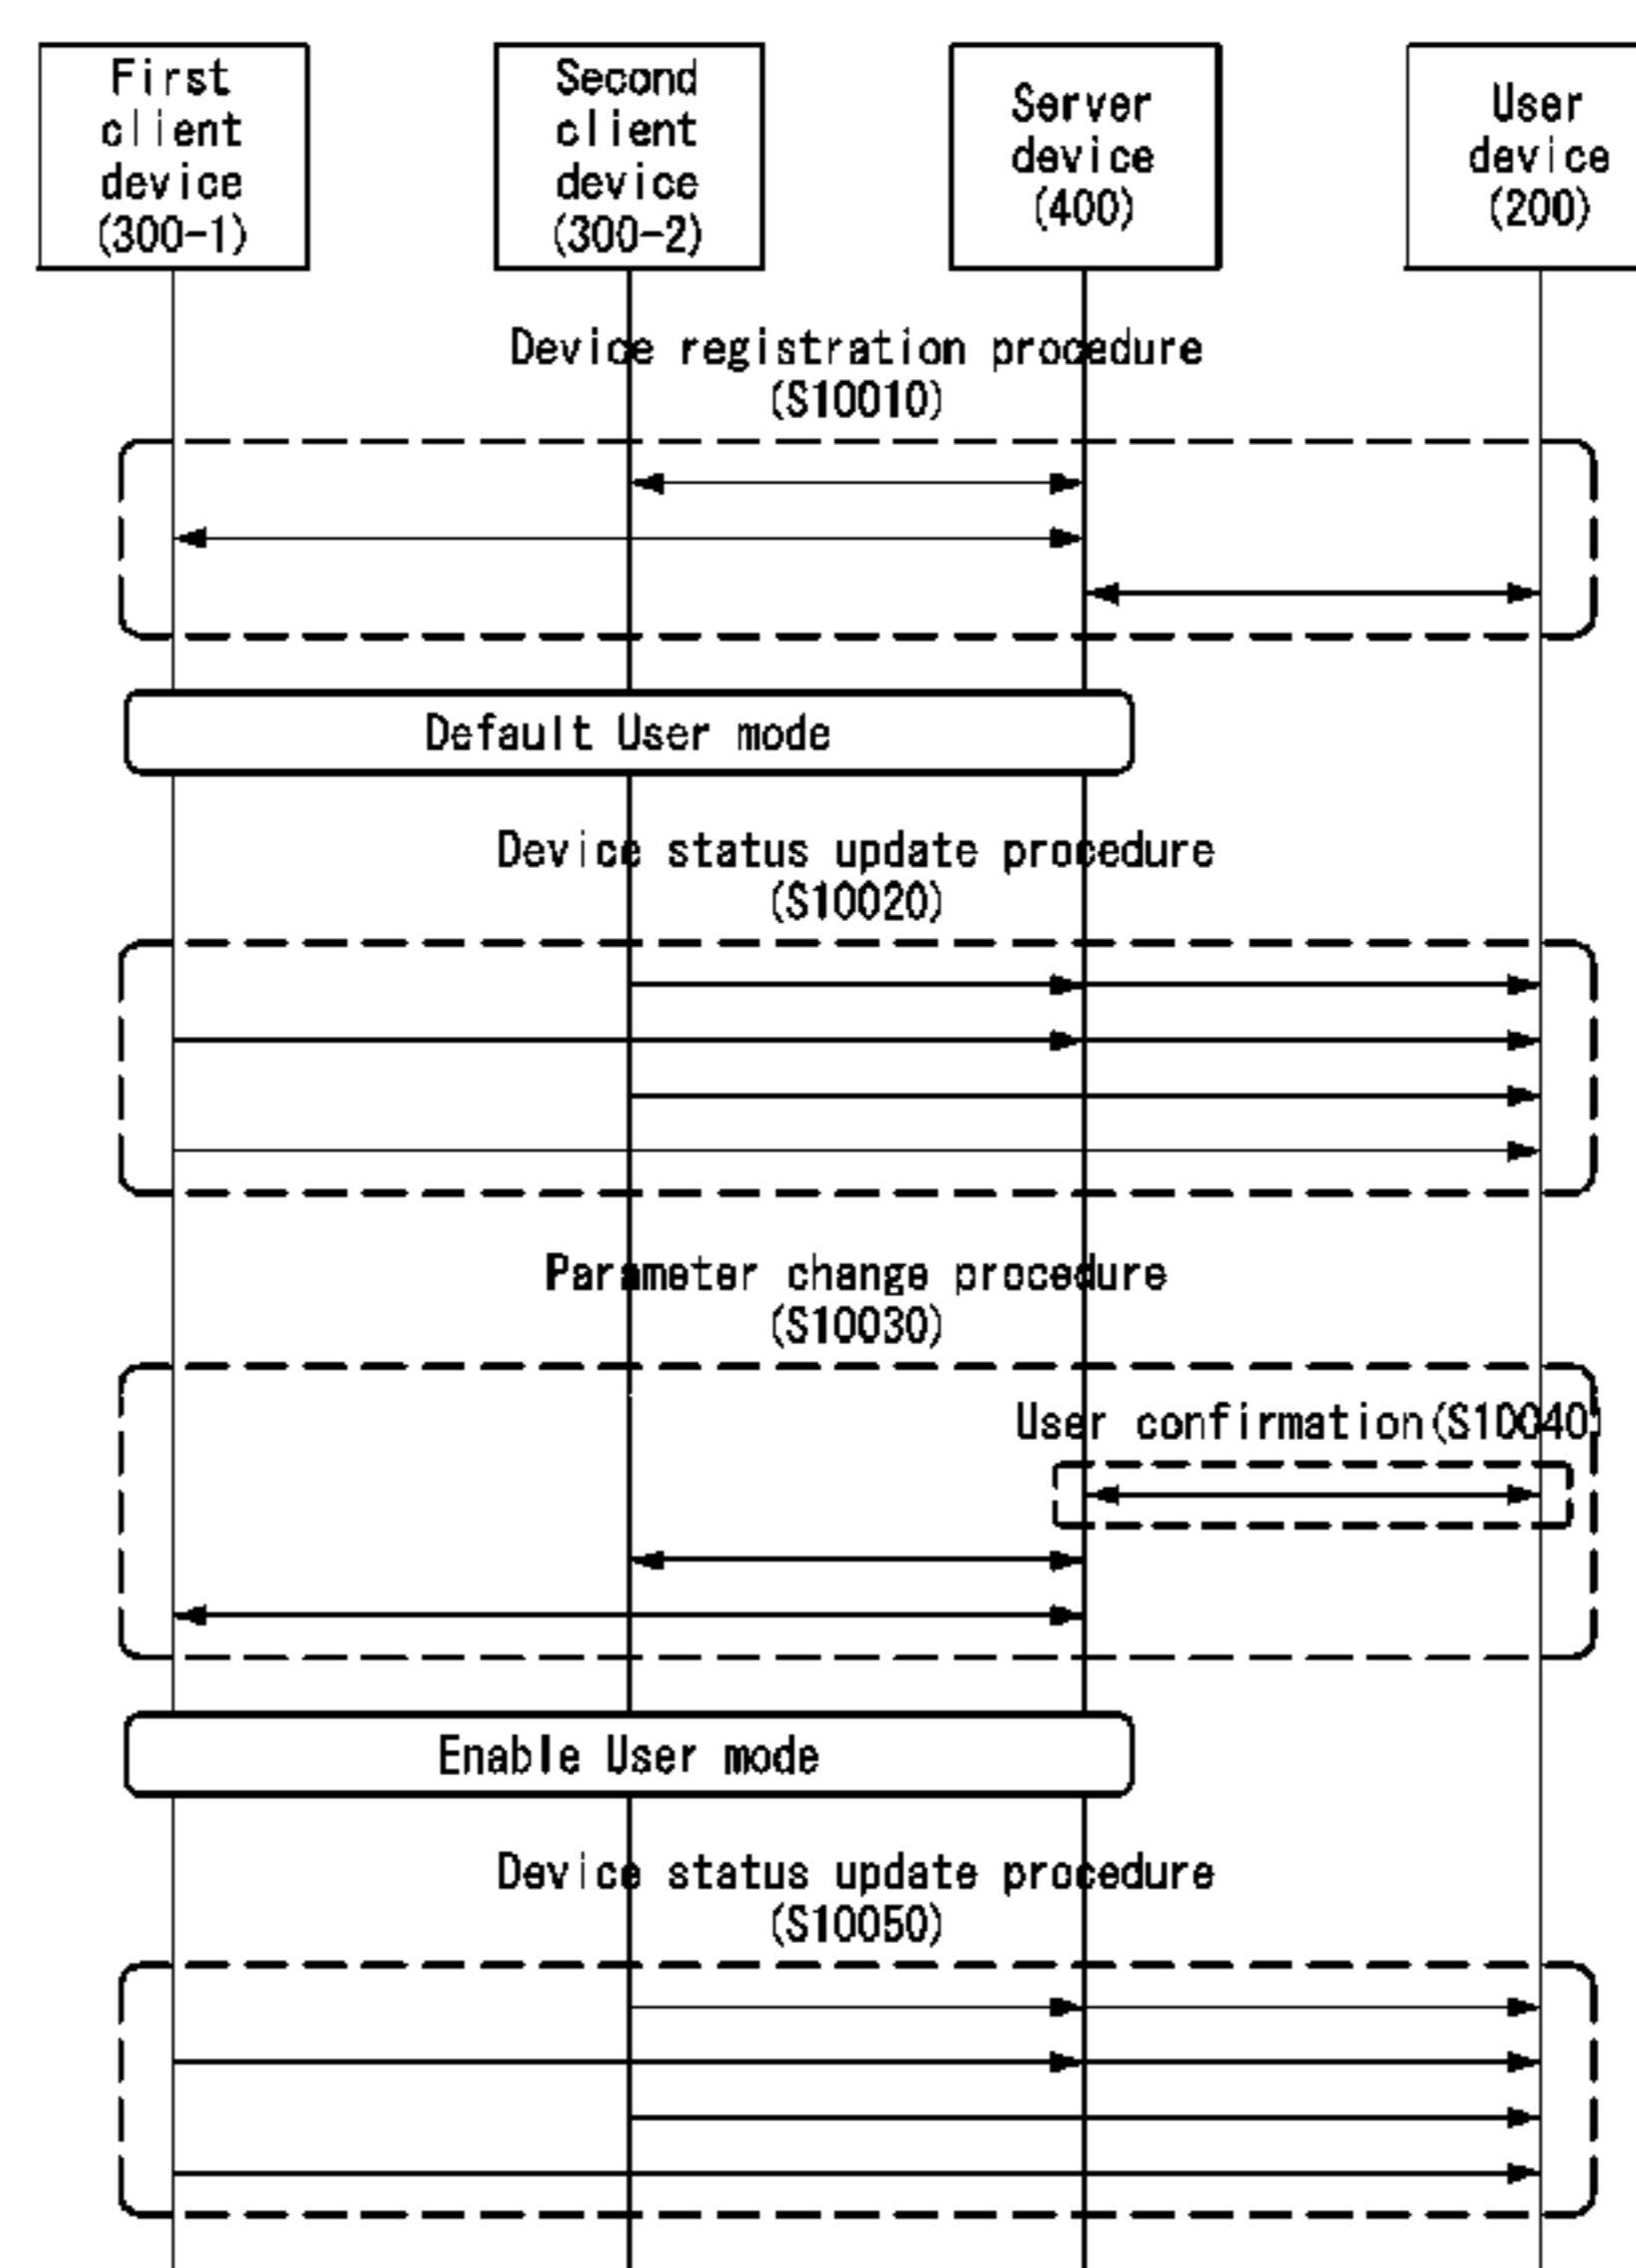 First
client
device
(300-1)
Second
client
device
(300-2)
Server
device
(400)
User
device
(200)
Device registration procedure
(S10010)
Default User mode
Device status update procedure
(S10020)
Parameter change procedure
(S10030)
User confirmation(S10040)
Enable User mode
Device status update procedure
(S10050)